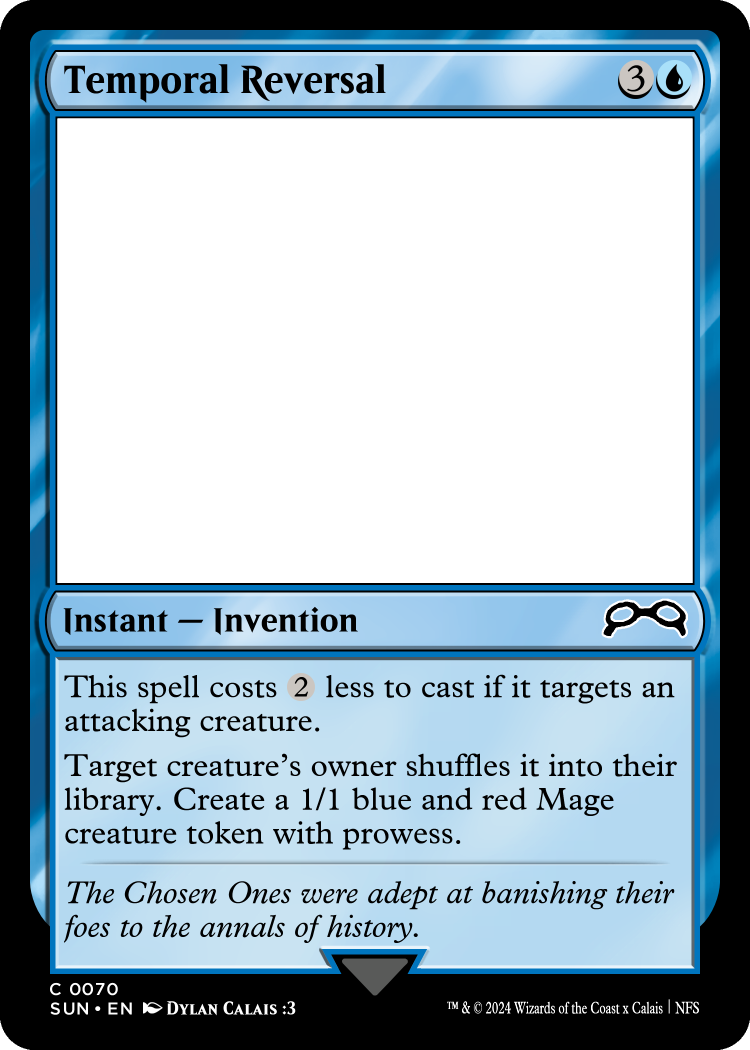 Temporal Reversal 3
Instant — Invention
This spell costs 2 less to cast if it targets an
attacking creature.
Target creature's owner shuffles it into their
library. Create a 1/1 blue and red Mage
creature token with prowess.
The Chosen Ones were adept at banishing their
foes to the annals of history.
C 0070
SUN • EN Dylan Calais :3
™ & © 2024 Wizards of the Coast x Calais | NFS